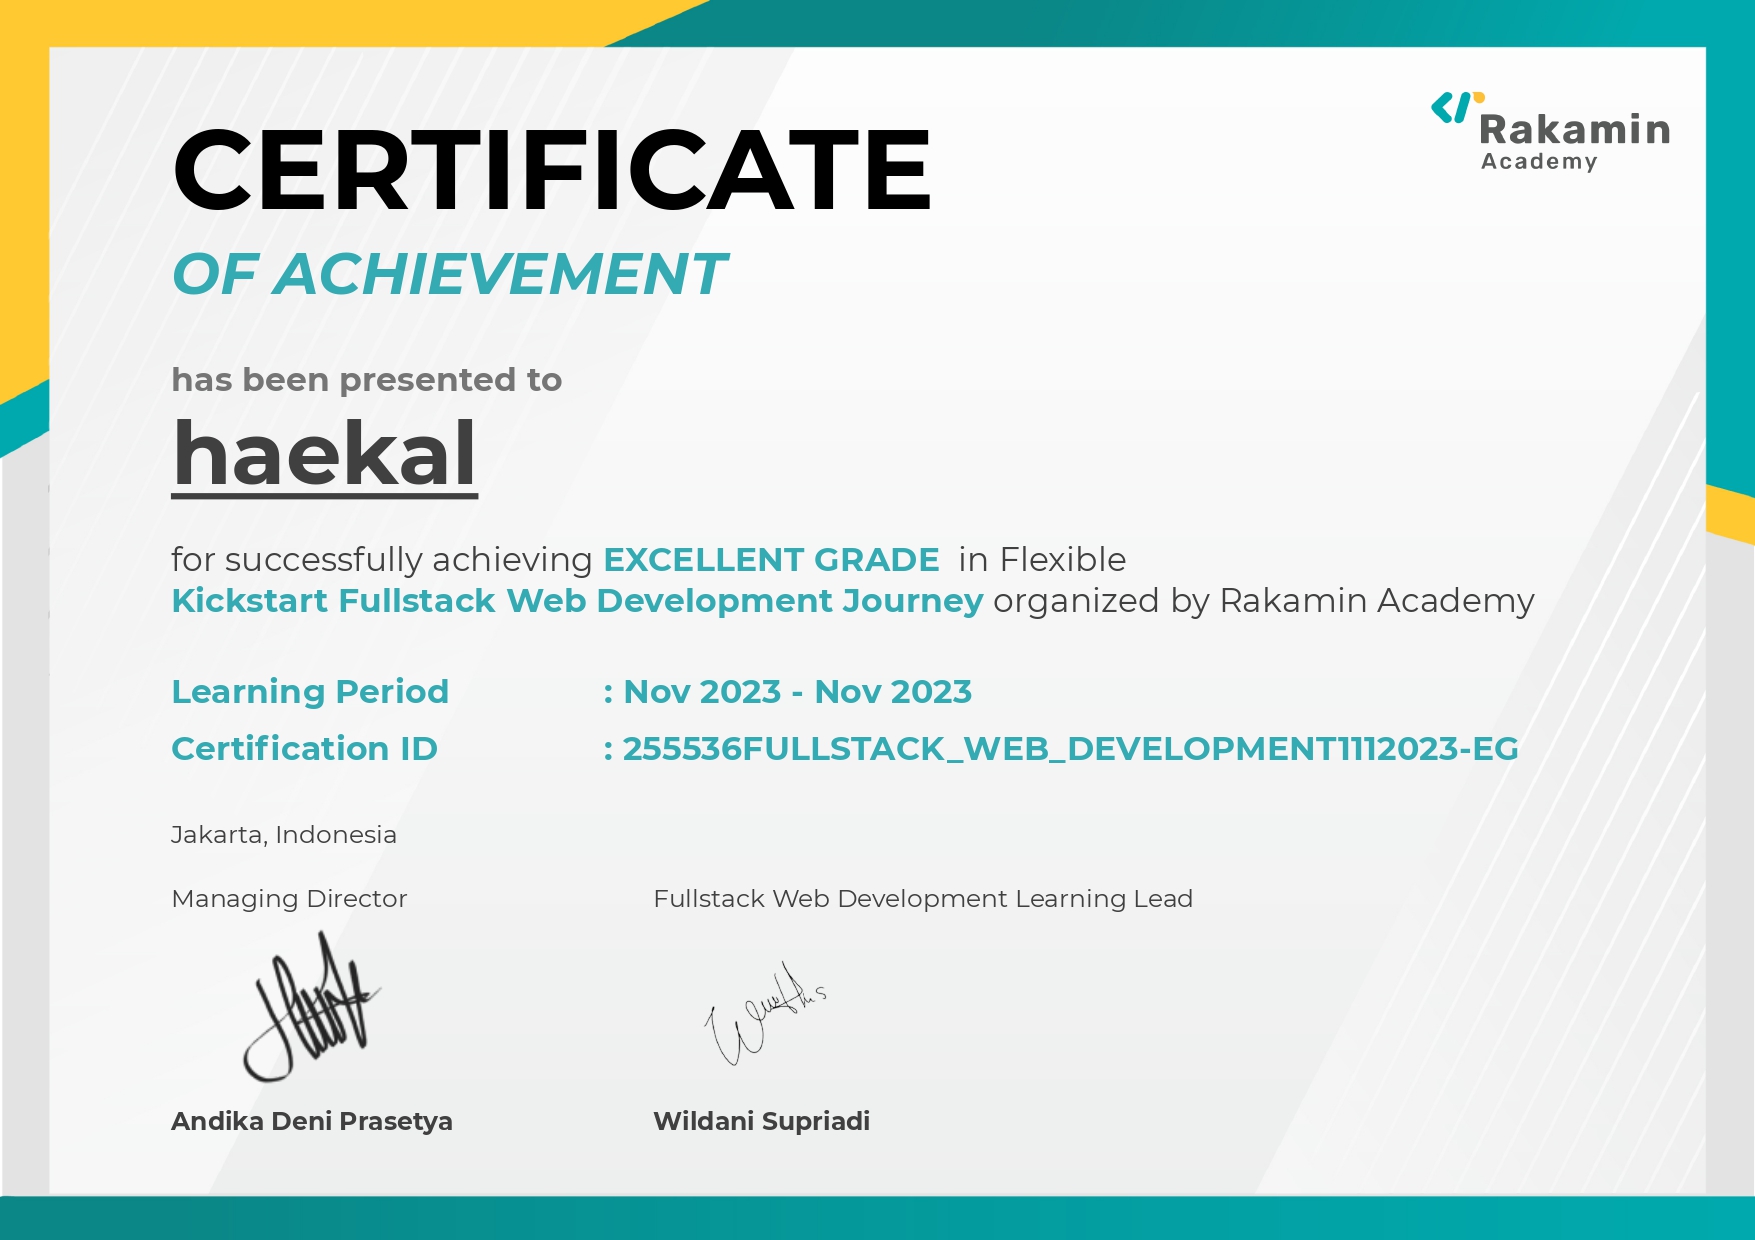 Rakamin
Academy
CERTIFICATE
OF ACHIEVEMENT
has been presented to
haekal
for successfully achieving EXCELLENT GRADE in Flexible
Kickstart Fullstack Web Development Journey organized by Rakamin Academy
Learning Period : Nov 2023 - Nov 2023
Certification ID : 255536FULLSTACK_WEB_DEVELOPMENT1112023-EG
Jakarta, Indonesia
Managing Director
Fullstack Web Development Learning Lead
Andika Deni Prasetya
Wildani Supriadi